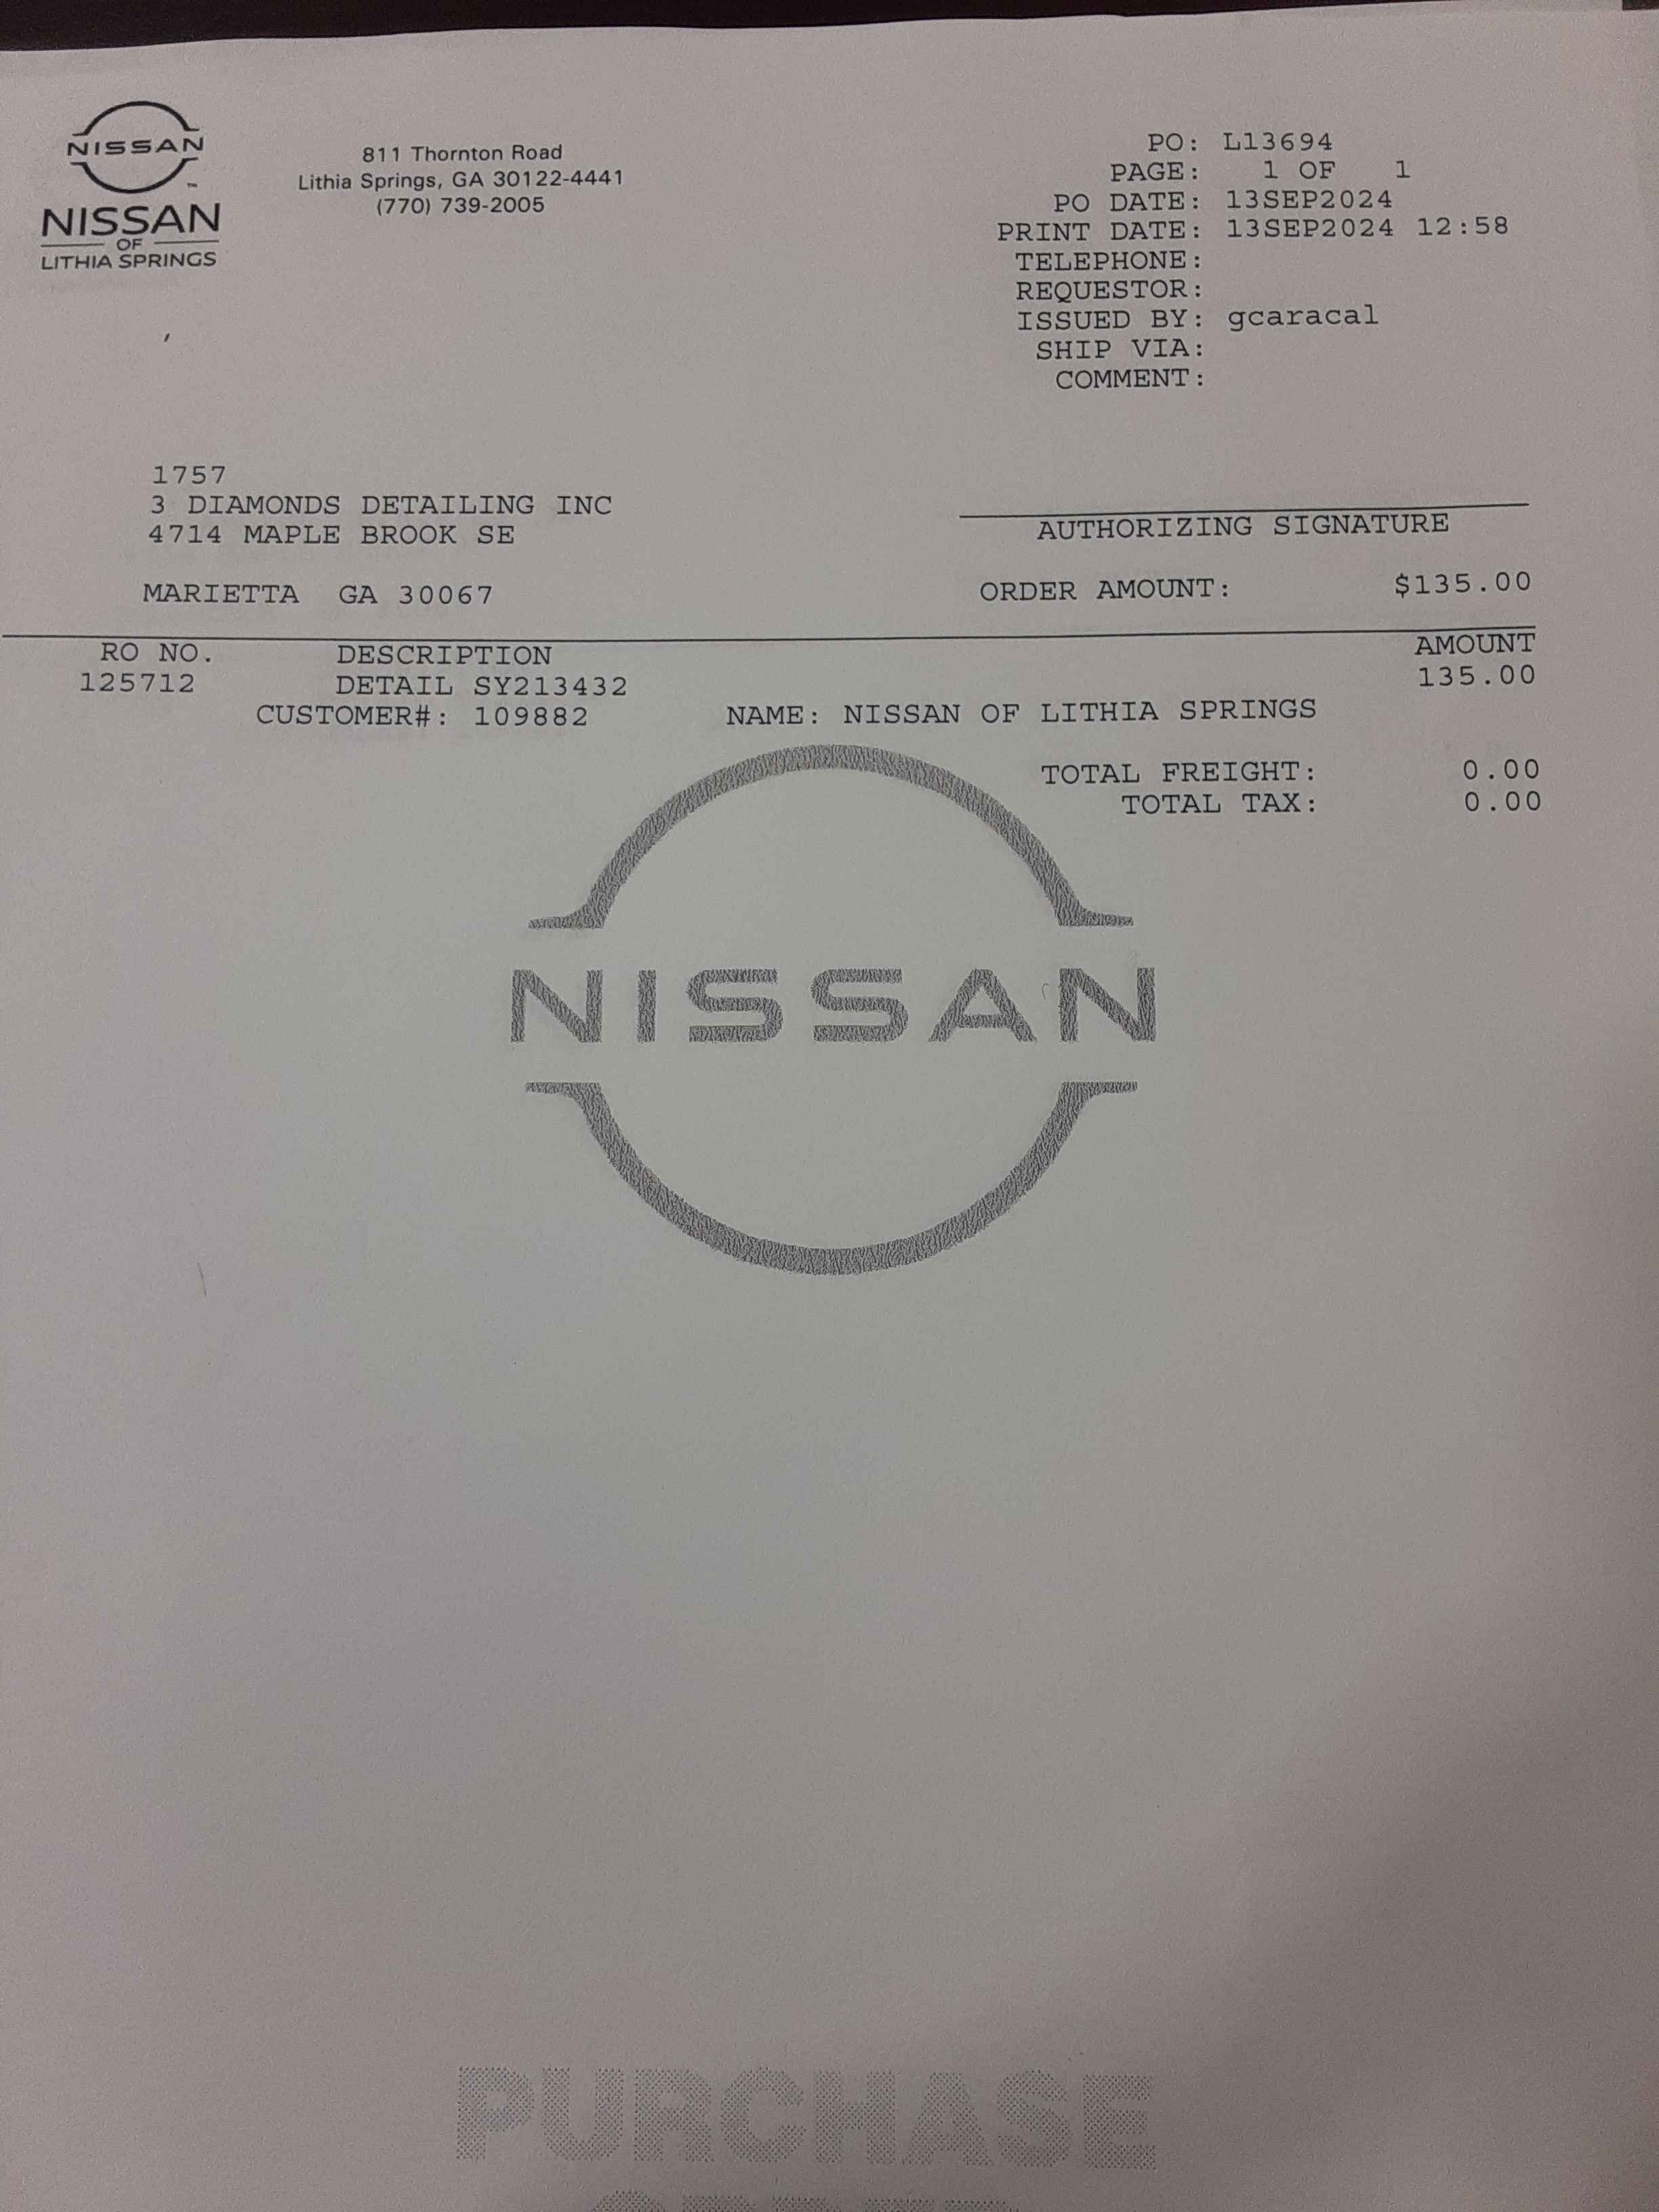 NISSAN
NISSAN
OF
LITHIA SPRINGS
811 Thornton Road
Lithia Springs, GA 30122-4441
(770) 739-2005
PO: L13694
PAGE: 1 OF 1
PO DATE: 13SEP2024
PRINT DATE: 13SEP2024 12:58
TELEPHONE:
REQUESTOR:
ISSUED BY: gcaracal
SHIP VIA:
COMMENT:
1757
3 DIAMONDS DETAILING INC
4714 MAPLE BROOK SE
MARIETTA GA 30067
AUTHORIZING SIGNATURE
ORDER AMOUNT: $135.00
RO NO. DESCRIPTION AMOUNT
125712 DETAIL SY213432 135.00
CUSTOMER#: 109882 NAME: NISSAN OF LITHIA SPRINGS
TOTAL FREIGHT: 0.00
TOTAL TAX: 0.00
NISSAN
PURCHASE